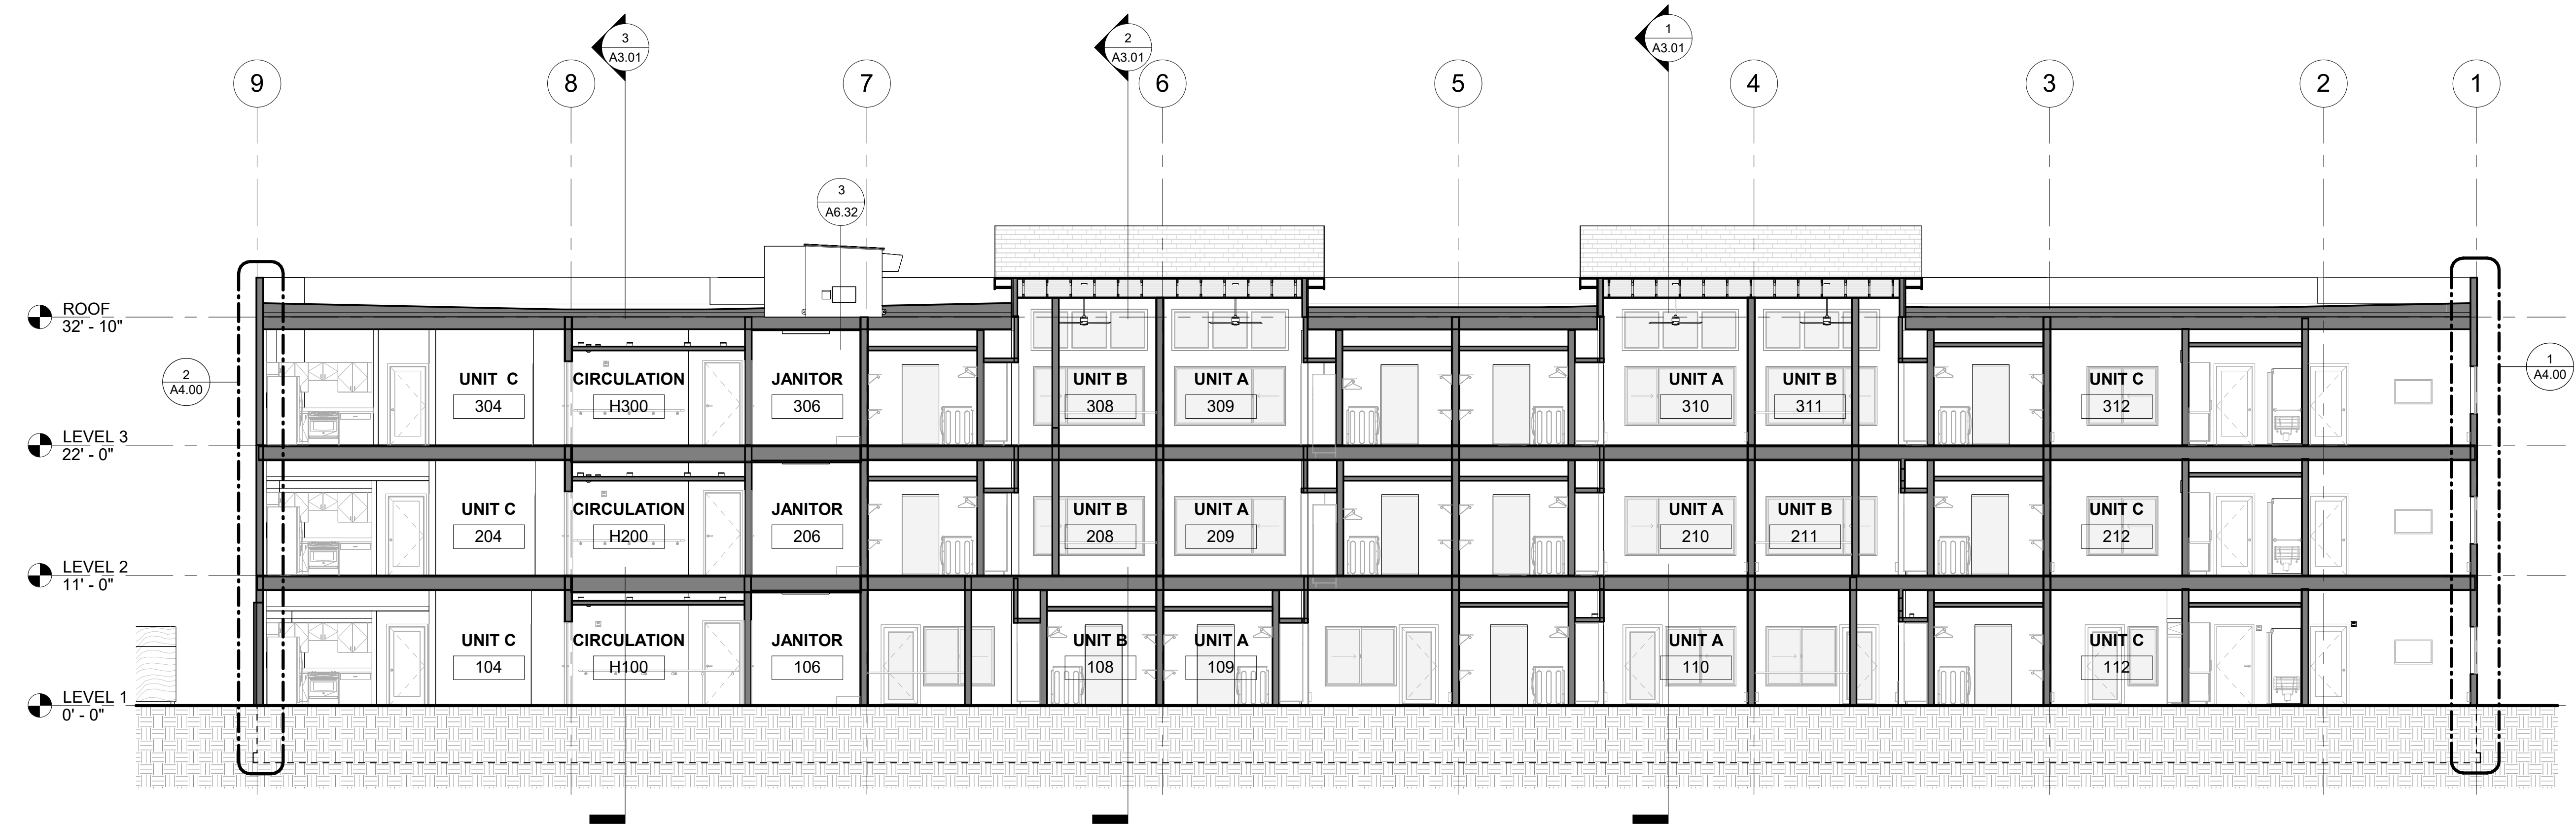 3
A3.01
2
A3.01
1
A3.01
9
8
7
6
5
4
3
2
1
3
A6.32
ROOF
32' - 10"
2
A4.00
1
A4.00
UNIT C
304
CIRCULATION
H300
JANITOR
306
UNIT B
308
UNIT A
309
UNIT A
310
UNIT B
311
UNIT C
312
LEVEL 3
22' - 0"
UNIT C
204
CIRCULATION
H200
JANITOR
206
UNIT B
208
UNIT A
209
UNIT A
210
UNIT B
211
UNIT C
212
LEVEL 2
11' - 0"
UNIT C
104
CIRCULATION
H100
JANITOR
106
UNIT B
108
UNIT A
109
UNIT A
110
UNIT C
112
LEVEL 1
0' - 0"